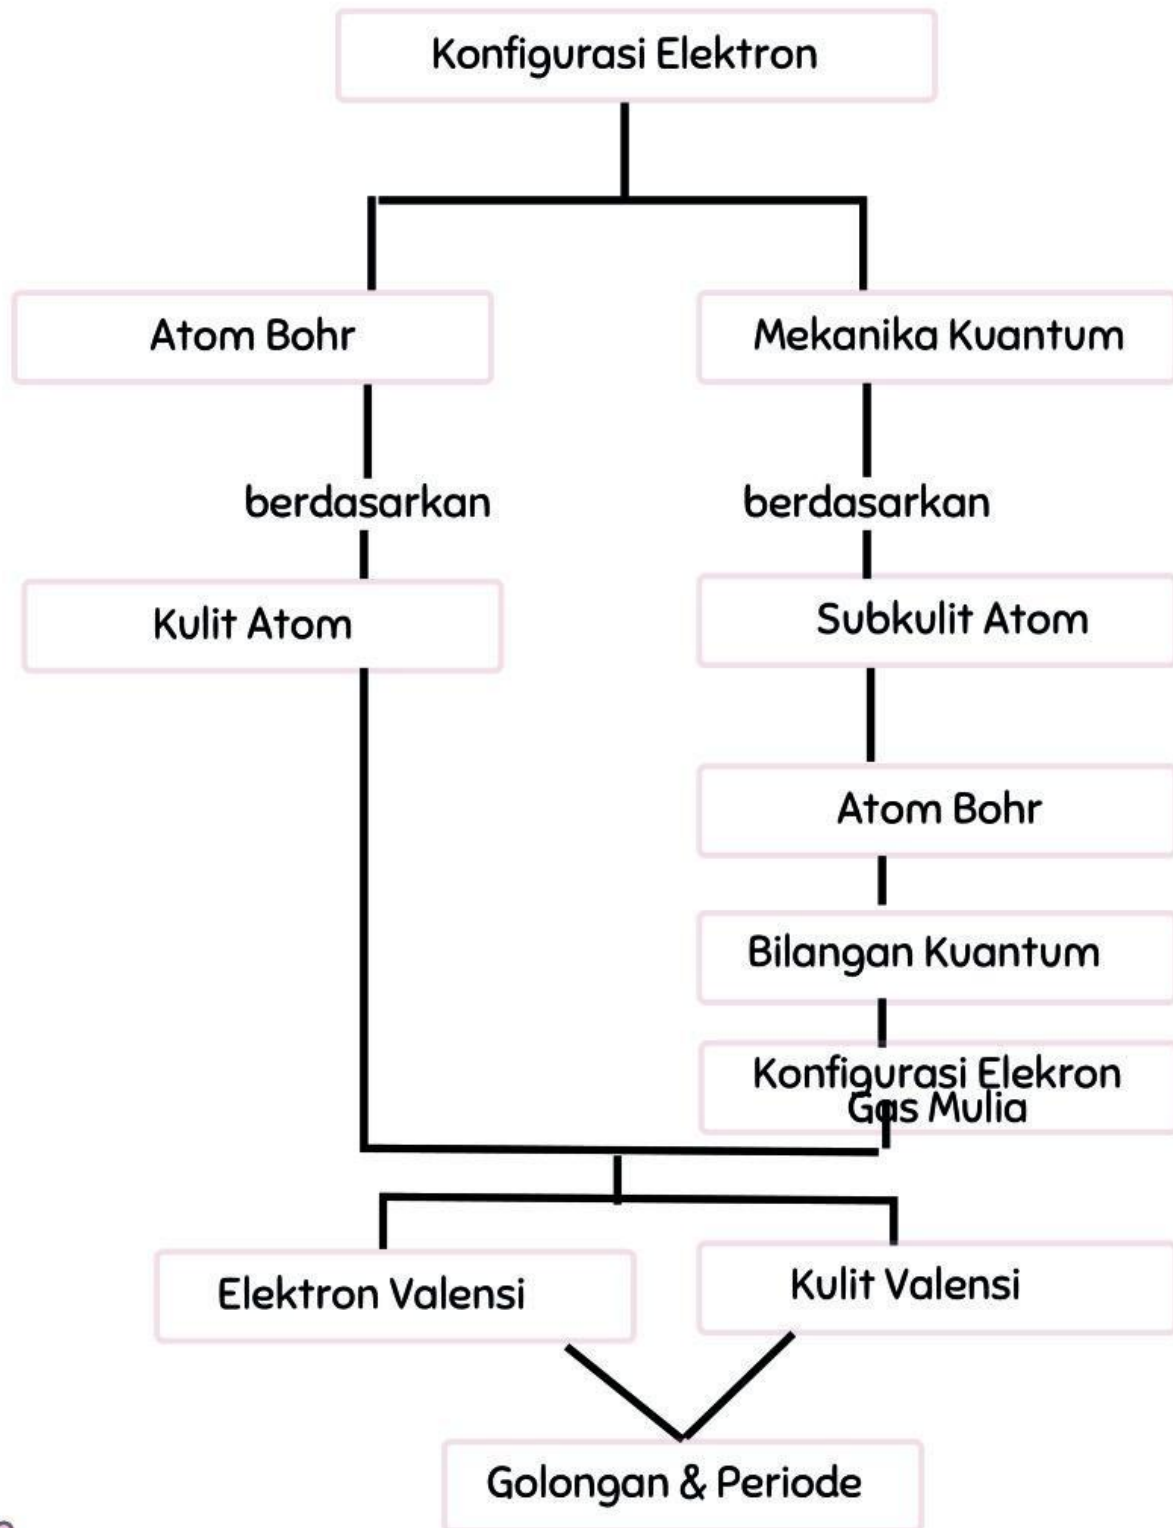 Konfigurasi Elektron
Atom Bohr
Mekanika Kuantum
berdasarkan
berdasarkan
Kulit Atom
Subkulit Atom
Atom Bohr
Bilangan Kuantum
Konfigurasi Elekron
Gas Mulia
Elektron Valensi
Kulit Valensi
Golongan & Periode